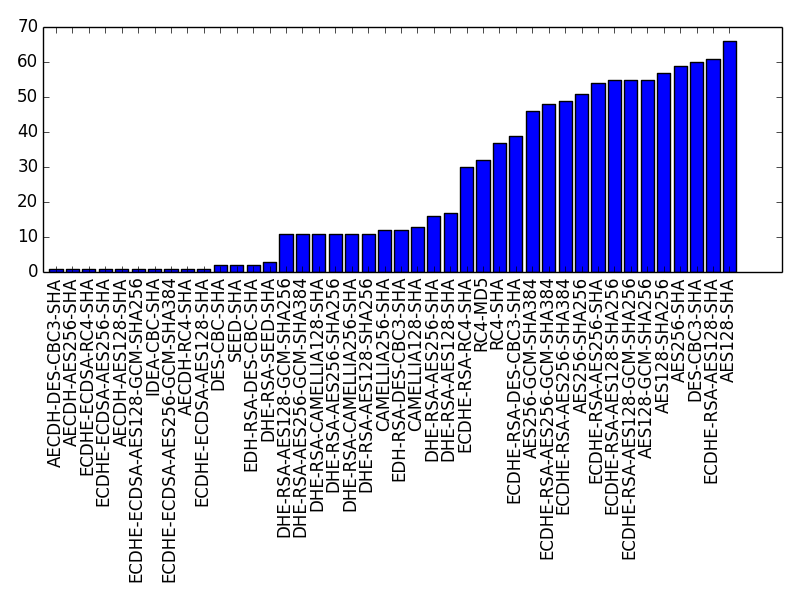 70
60
50
40
30
20
10
0
AECDH-DES-CBC3-SHA
AECDH-AES256-SHA
ECDHE-ECDSA-RC4-SHA
ECDHE-ECDSA-AES256-SHA
AECDH-AES128-SHA
ECDHE-ECDSA-AES128-GCM-SHA256
IDEA-CBC-SHA
ECDHE-ECDSA-AES256-GCM-SHA384
AECDH-RC4-SHA
ECDHE-ECDSA-AES128-SHA
DES-CBC-SHA
SEED-SHA
EDH-RSA-DES-CBC-SHA
DHE-RSA-SEED-SHA
DHE-RSA-AES128-GCM-SHA256
DHE-RSA-AES256-GCM-SHA384
DHE-RSA-CAMELLIA128-SHA
DHE-RSA-AES256-SHA256
DHE-RSA-CAMELLIA256-SHA
DHE-RSA-AES128-SHA256
CAMELLIA256-SHA
EDH-RSA-DES-CBC3-SHA
CAMELLIA128-SHA
DHE-RSA-AES256-SHA
DHE-RSA-AES128-SHA
ECDHE-RSA-RC4-SHA
RC4-MD5
RC4-SHA
ECDHE-RSA-DES-CBC3-SHA
AES256-GCM-SHA384
ECDHE-RSA-AES256-GCM-SHA384
ECDHE-RSA-AES256-SHA384
AES256-SHA256
ECDHE-RSA-AES256-SHA
ECDHE-RSA-AES128-SHA256
ECDHE-RSA-AES128-GCM-SHA256
AES128-GCM-SHA256
AES128-SHA256
AES256-SHA
DES-CBC3-SHA
ECDHE-RSA-AES128-SHA
AES128-SHA